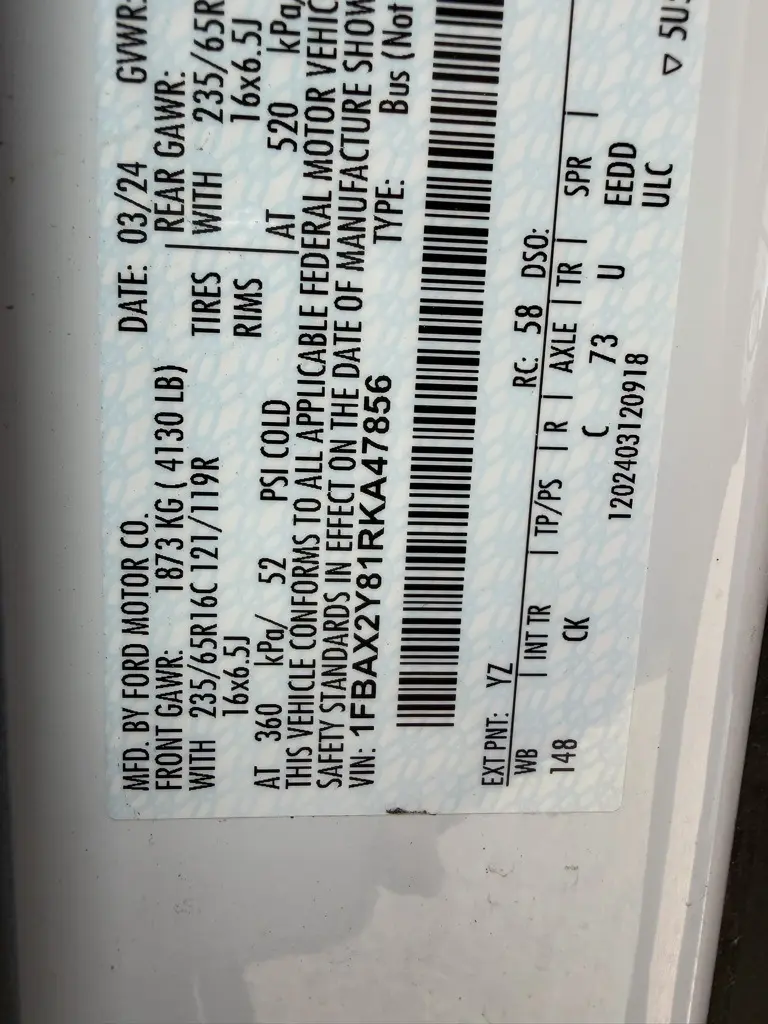 MFD. BY FORD MOTOR CO.
DATE: 03/24 GVWR:
FRONT GAWR: 1873 KG ( 4130 LB)
REAR GAWR:
WITH 235/65R16C 121/119R TIRES WITH 235/65R
16x6.5J RIMS 16x6.5J
AT 360 kPa/ 52 PSI COLD AT 520 kPa/
THIS VEHICLE CONFORMS TO ALL APPLICABLE FEDERAL MOTOR VEHIC
SAFETY STANDARDS IN EFFECT ON THE DATE OF MANUFACTURE SHOW
VIN: 1FBAX2Y81RKA47856 TYPE: Bus (Not
EXT PNT: YZ RC: 58 DSO:
WB | INT TR | TP/PS | R | AXLE | TR | SPR |
148 CK C 73 U EEDD
1202403120918 ULC
▽ 5U